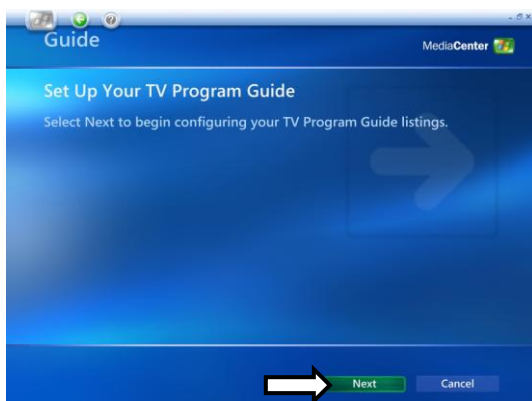 Guide
MediaCenter
Set Up Your TV Program Guide
Select Next to begin configuring your TV Program Guide listings.
Next Cancel